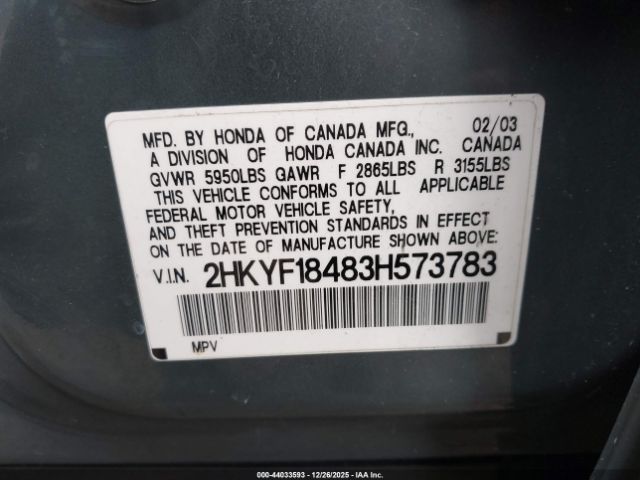 MFD. BY HONDA OF CANADA MFG., 02/03
A DIVISION OF HONDA CANADA INC. CANADA
GVWR 5950LBS GAWR F 2865LBS R 3155LBS
THIS VEHICLE CONFORMS TO ALL APPLICABLE
FEDERAL MOTOR VEHICLE SAFETY,
AND THEFT PREVENTION STANDARDS IN EFFECT
ON THE DATE OF MANUFACTURE SHOWN ABOVE:
V.I.N. 2HKYF18483H573783
MPV
000-44033593 - 12/26/2025 - IAA Inc.